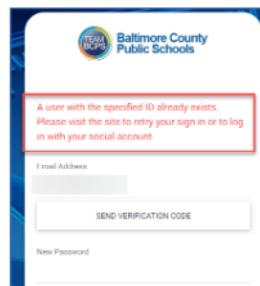 TEAM
BCPS
Baltimore County
Public Schools
A user with the specified ID already exists.
Please visit the site to retry your sign in or to log
in with your social account.
Email Address
SEND VERIFICATION CODE
New Password